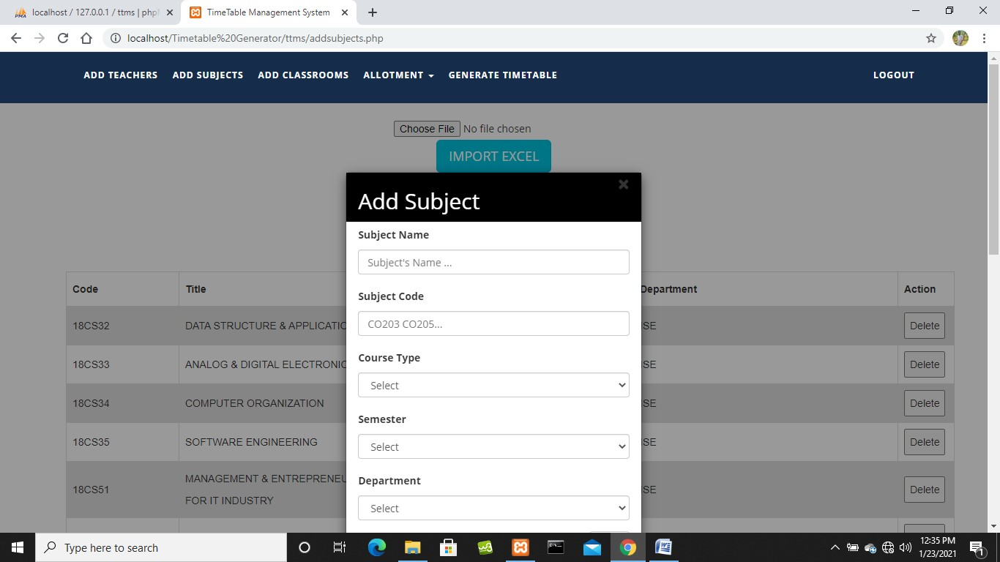 localhost / 127.0.0.1 / ttms | php
TimeTable Management System
localhost/Timetable%20Generator/ttms/addsubjects.php
ADD TEACHERS ADD SUBJECTS ADD CLASSROOMS ALLOTMENT GENERATE TIMETABLE LOGOUT
Choose File No file chosen
IMPORT EXCEL
Add Subject
Subject Name
Subject's Name ...
Subject Code
CO203 CO205...
Course Type
Select
Semester
Select
Department
Select
Code Title Department Action
18CS32 DATA STRUCTURE & APPLICATIO SE Delete
18CS33 ANALOG & DIGITAL ELECTRONIC SE Delete
18CS34 COMPUTER ORGANIZATION SE Delete
18CS35 SOFTWARE ENGINEERING SE Delete
18CS51 MANAGEMENT & ENTREPRENEU SE Delete
FOR IT INDUSTRY
Type here to search
12:35 PM
1/23/2021
1